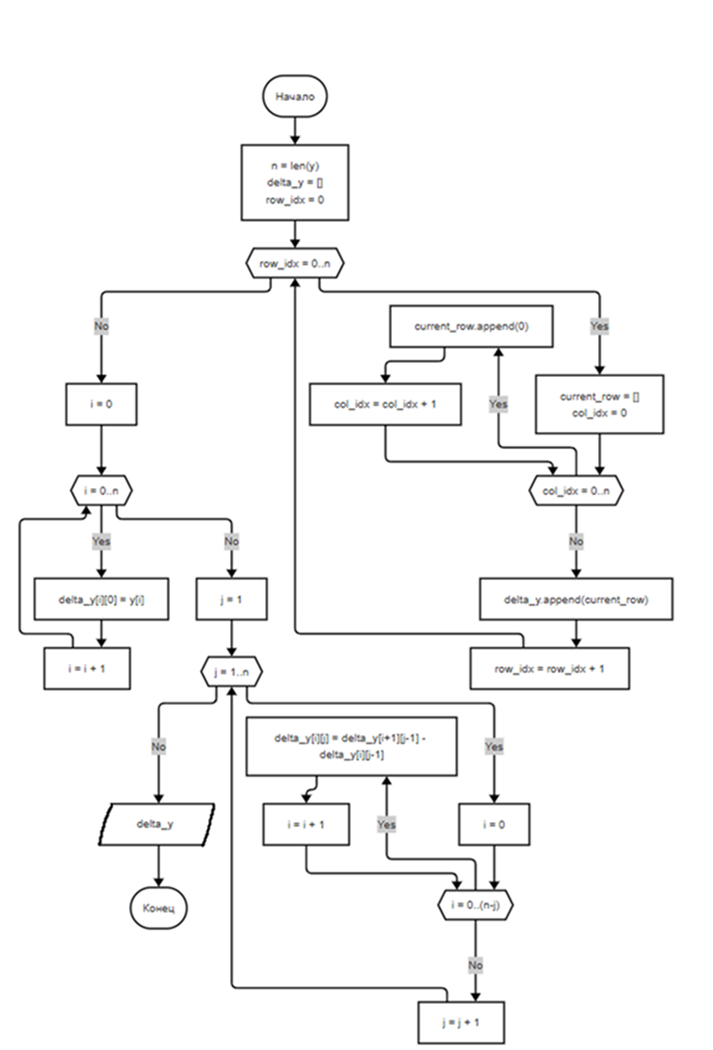 Начало
n = len(y)
delta_y = []
row_idx = 0
row_idx = 0..n
No
Yes
current_row.append(0)
i = 0
col_idx = col_idx + 1
Yes
current_row = []
col_idx = 0
i = 0..n
col_idx = 0..n
Yes
No
No
delta_y[i][0] = y[i]
j = 1
delta_y.append(current_row)
i = i + 1
j = 1..n
row_idx = row_idx + 1
No
delta_y[i][j] = delta_y[i+1][j-1] -
delta_y[i][j-1]
Yes
delta_y
i = i + 1
Yes
i = 0
Конец
i = 0..(n-j)
No
j = j + 1